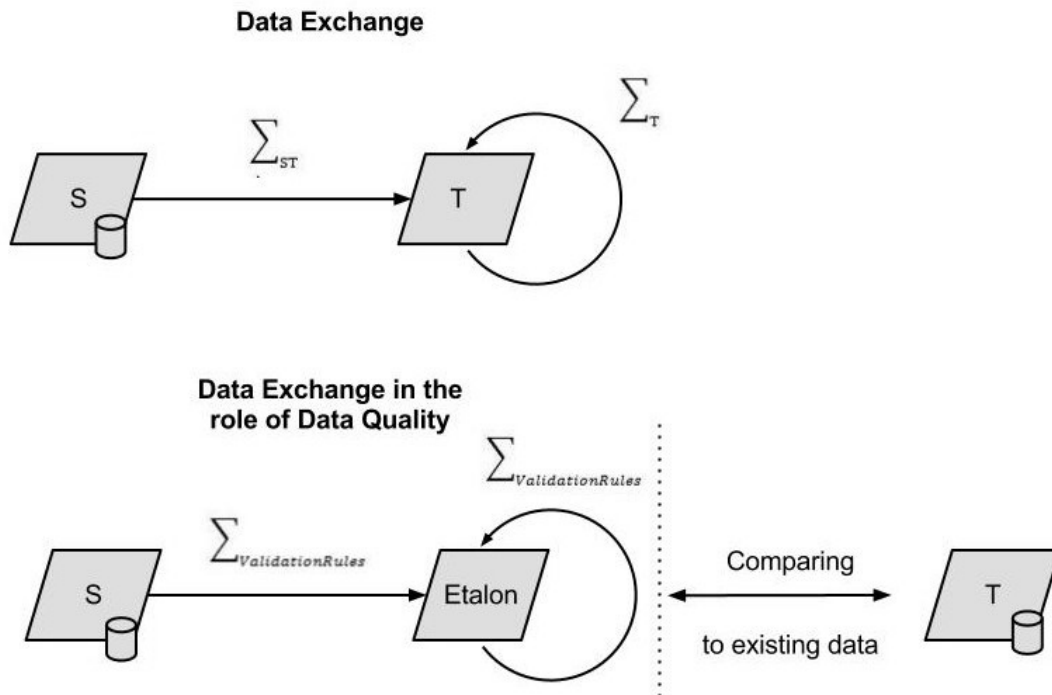 Data Exchange
∑T
∑ST
S
T
Data Exchange in the
role of Data Quality
∑ValidationRules
∑ValidationRules
Comparing
S
Etalon
T
to existing data